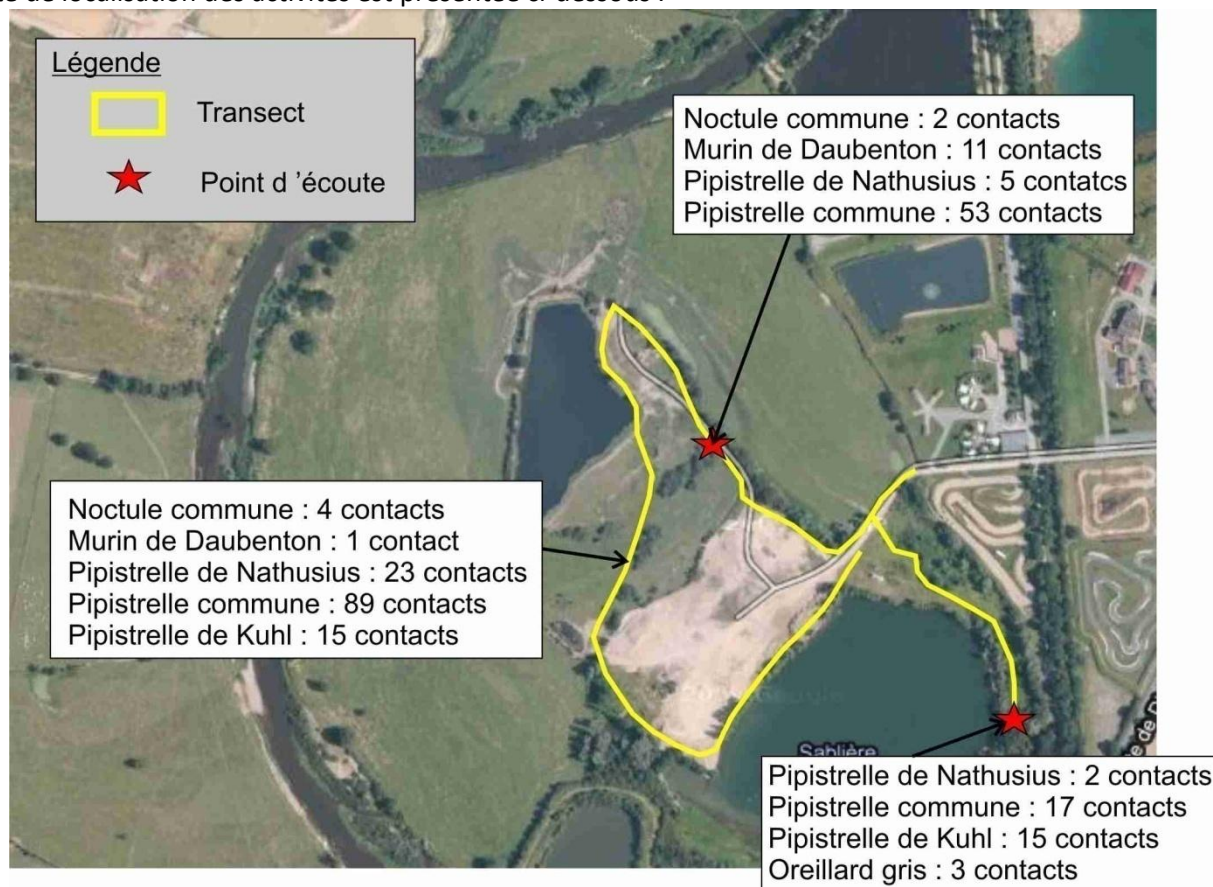 Légende
Transect
Point d 'écoute
Noctule commune : 2 contacts
Murin de Daubenton : 11 contacts
Pipistrelle de Nathusius : 5 contatcs
Pipistrelle commune : 53 contacts
Noctule commune : 4 contacts
Murin de Daubenton : 1 contact
Pipistrelle de Nathusius : 23 contacts
Pipistrelle commune : 89 contacts
Pipistrelle de Kuhl : 15 contacts
Sablière
Pipistrelle de Nathusius : 2 contacts
Pipistrelle commune : 17 contacts
Pipistrelle de Kuhl : 15 contacts
Oreillard gris : 3 contacts